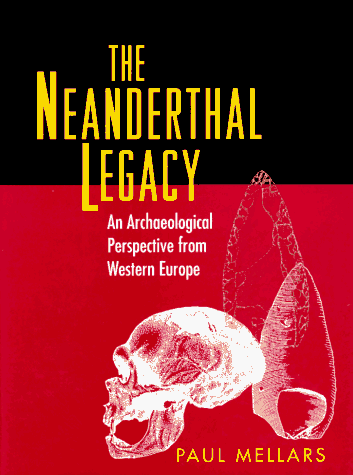 THE
NEANDERTHAL
LEGACY
An Archaeological
Perspective from
Western Europe
PAUL MELLARS